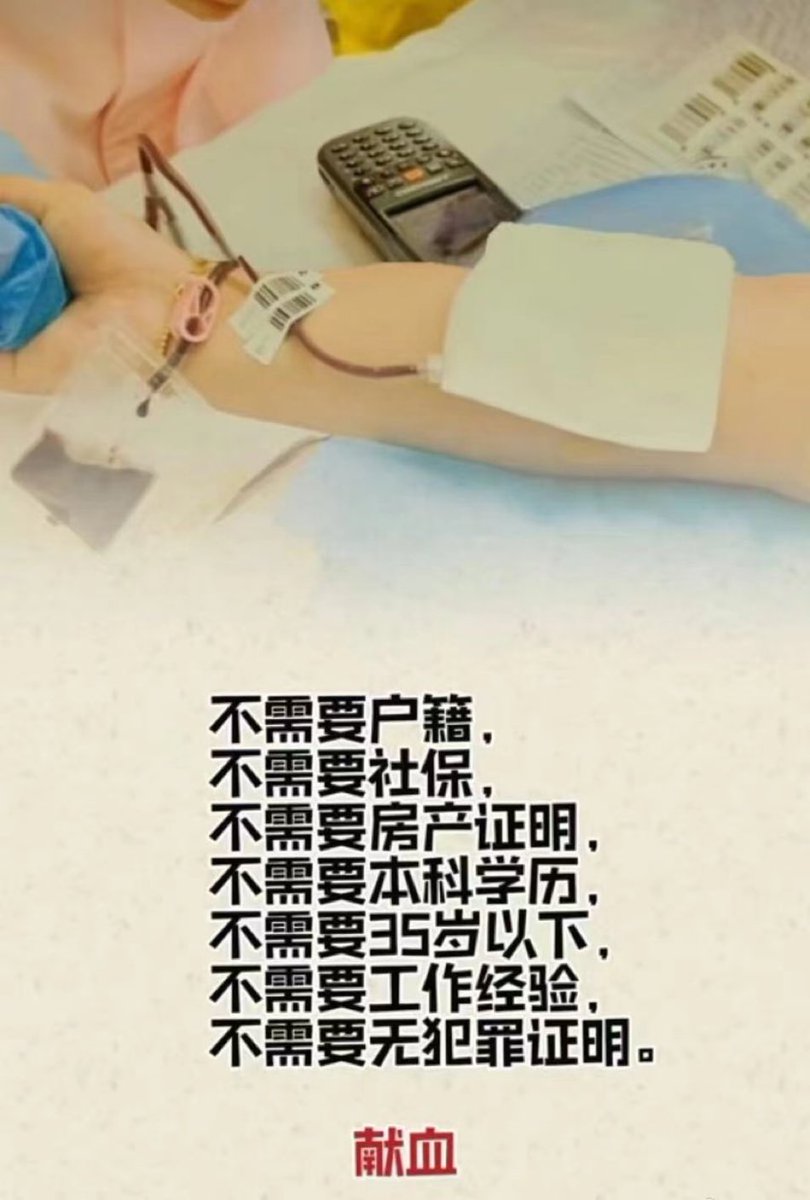 不需要户籍，
不需要社保，
不需要房产证明，
不需要本科学历，
不需要35岁以下，
不需要工作经验，
不需要无犯罪证明。
献血